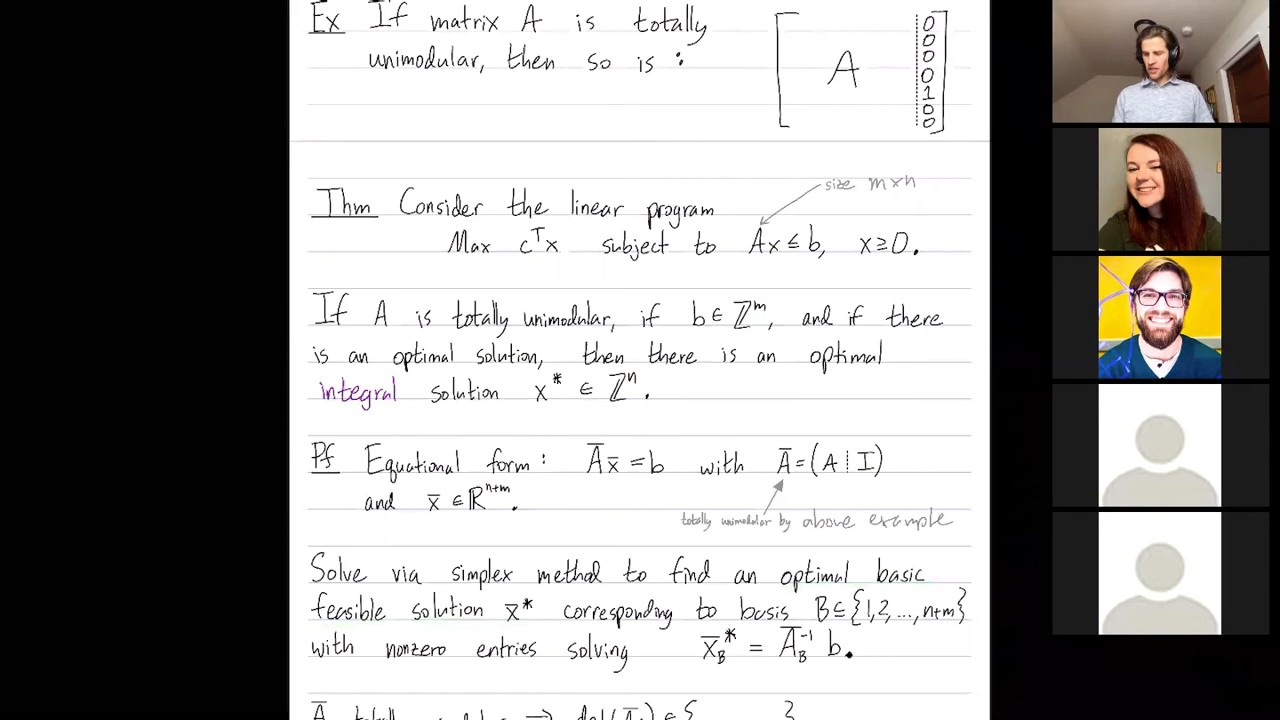 Ex If matrix A is totally
unimodular, then so is :
A
0
0
0
0
1
0
0
size m×n
Thm Consider the linear program
Max cᵀx subject to Ax ≤ b, x ≥ 0.
If A is totally unimodular, if b ∈ ℤᵐ, and if there
is an optimal solution, then there is an optimal
integral solution x* ∈ ℤⁿ.
Pf Equational form : A̅x̅ = b with A̅ = (A ¦ I)
and x̅ ∈ ℝⁿ⁺ᵐ.
totally unimodular by above example
Solve via simplex method to find an optimal basic
feasible solution x̅* corresponding to basis B ⊆ {1,2,...,n+m}
with nonzero entries solving x̅_B* = A̅_B⁻¹ b.
A̅ totally ⇒ det(A̅ ) ∈ { }